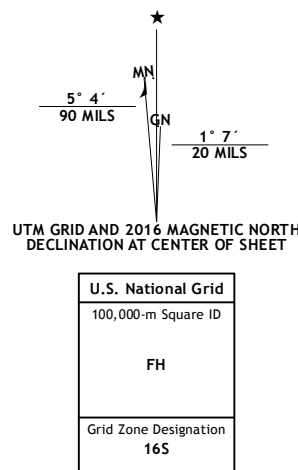 ★
MN
5° 4´
90 MILS
GN
1° 7´
20 MILS
UTM GRID AND 2016 MAGNETIC NORTH
DECLINATION AT CENTER OF SHEET
U.S. National Grid
100,000-m Square ID
FH
Grid Zone Designation
16S